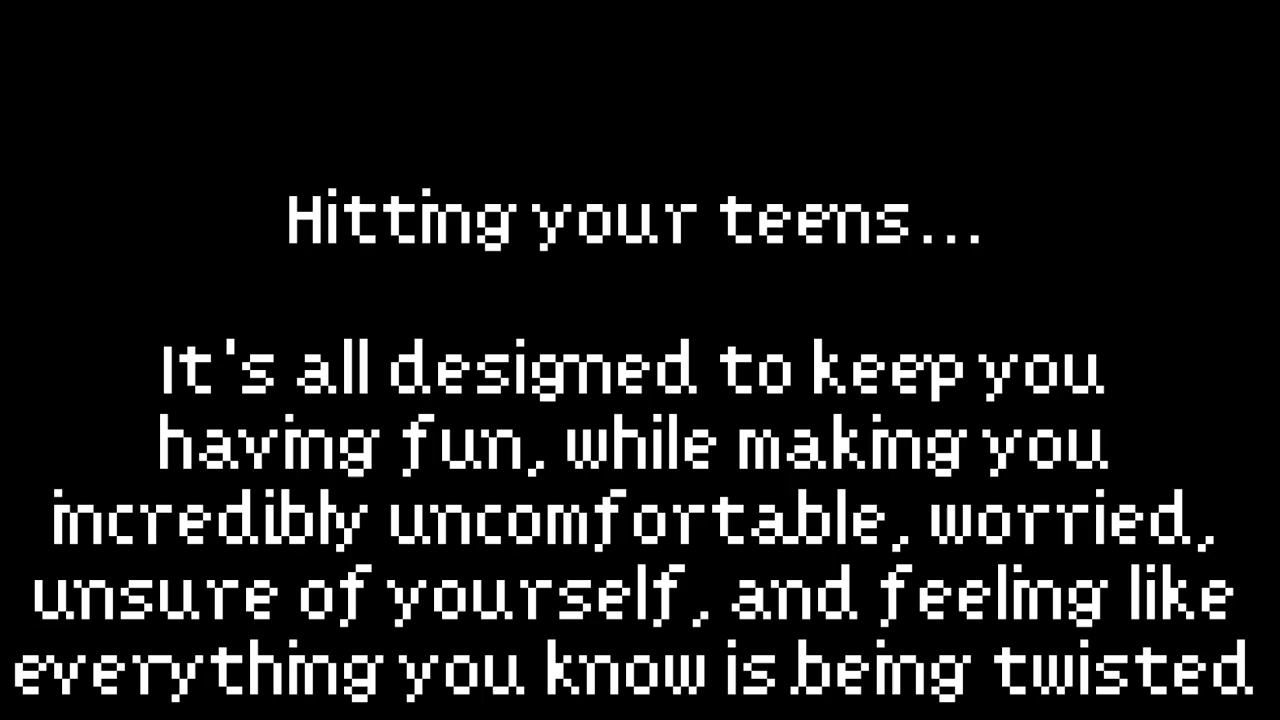 Hitting your teens...
It's all designed to keep you
having fun, while making you
incredibly uncomfortable, worried,
unsure of yourself, and feeling like
everything you know is being twisted